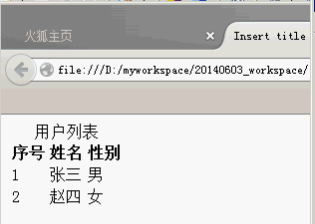 火狐主页
Insert title
file:///D:/myworkspace/20140603_workspace/
用户列表
序号 姓名 性别
1 张三 男
2 赵四 女